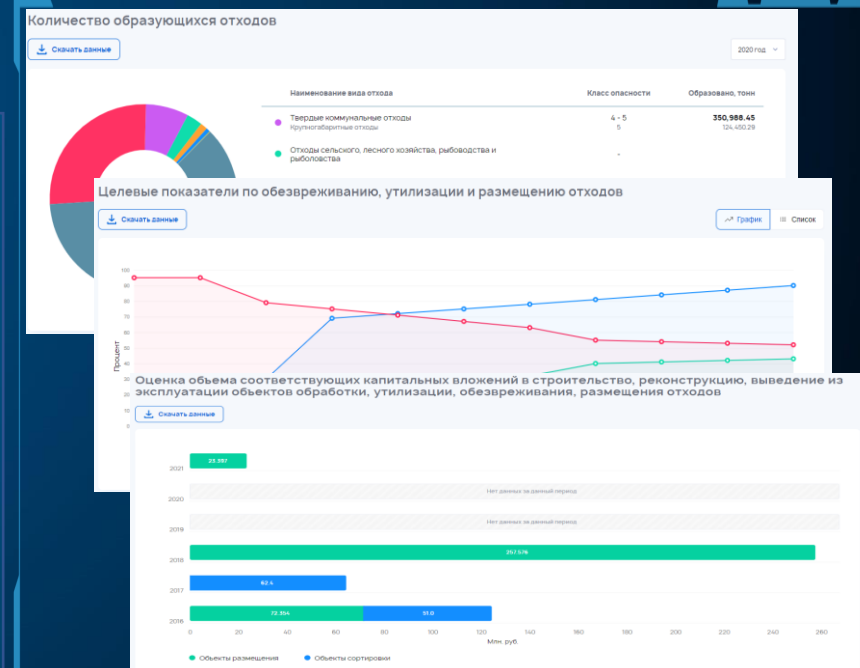 Количество образующихся отходов
Скачать данные
2020 год
Наименование вида отхода Класс опасности Образовано, тонн
Твердые коммунальные отходы 4 - 5 350,988.45
Крупногабаритные отходы 5 124,450.29
Отходы сельского, лесного хозяйства, рыбоводства и -
рыболовства
Целевые показатели по обезвреживанию, утилизации и размещению отходов
Скачать данные
График Список
100
90
80
70
60
50
40
30
20
10
0
Процент
Оценка объема соответствующих капитальных вложений в строительство, реконструкцию, выведение из
эксплуатации объектов обработки, утилизации, обезвреживания, размещения отходов
Скачать данные
2021 23.397
2020 Нет данных за данный период
2019 Нет данных за данный период
2018 257.576
2017 62.4
2016 72.354 51.0
0 20 40 60 80 100 120 140 160 180 200 220 240 260
Млн. руб.
Объекты размещения Объекты сортировки